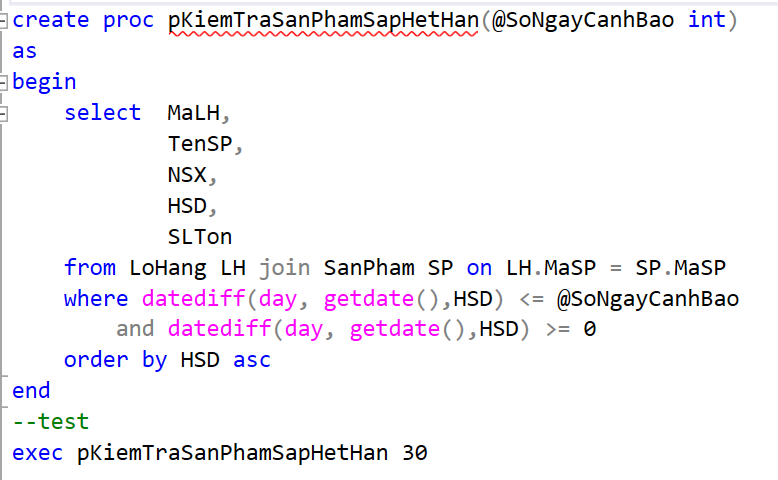 create proc pKiemTraSanPhamSapHetHan(@SoNgayCanhBao int)
as
begin
    select  MaLH,
            TenSP,
            NSX,
            HSD,
            SLTon
    from LoHang LH join SanPham SP on LH.MaSP = SP.MaSP
    where datediff(day, getdate(),HSD) <= @SoNgayCanhBao
        and datediff(day, getdate(),HSD) >= 0
    order by HSD asc
end
--test
exec pKiemTraSanPhamSapHetHan 30